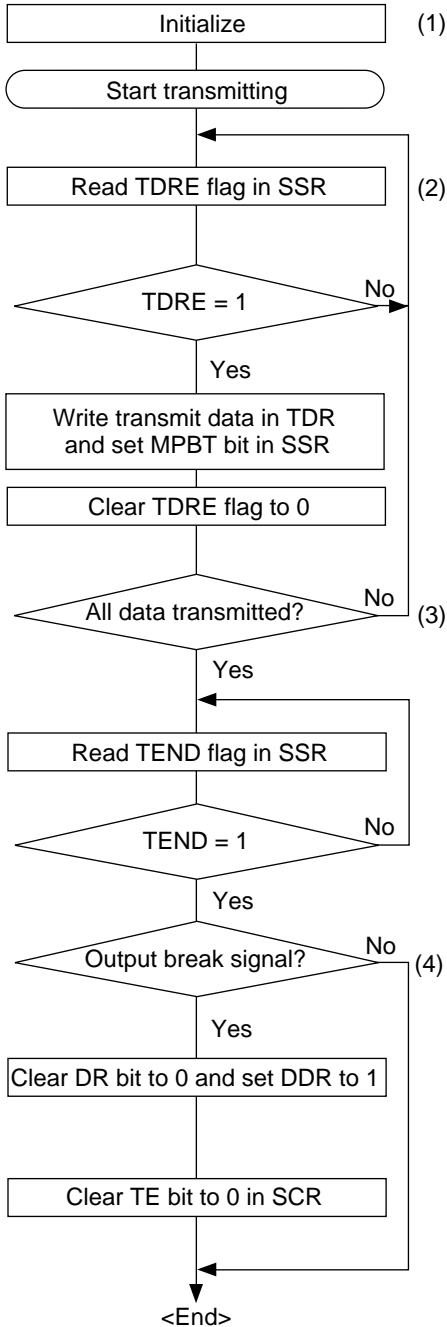 Initialize
(1)
Start transmitting
Read TDRE flag in SSR
(2)
TDRE = 1
No
Yes
Write transmit data in TDR
and set MPBT bit in SSR
Clear TDRE flag to 0
All data transmitted?
No
(3)
Yes
Read TEND flag in SSR
TEND = 1
No
Yes
Output break signal?
No
(4)
Yes
Clear DR bit to 0 and set DDR to 1
Clear TE bit to 0 in SCR
<End>